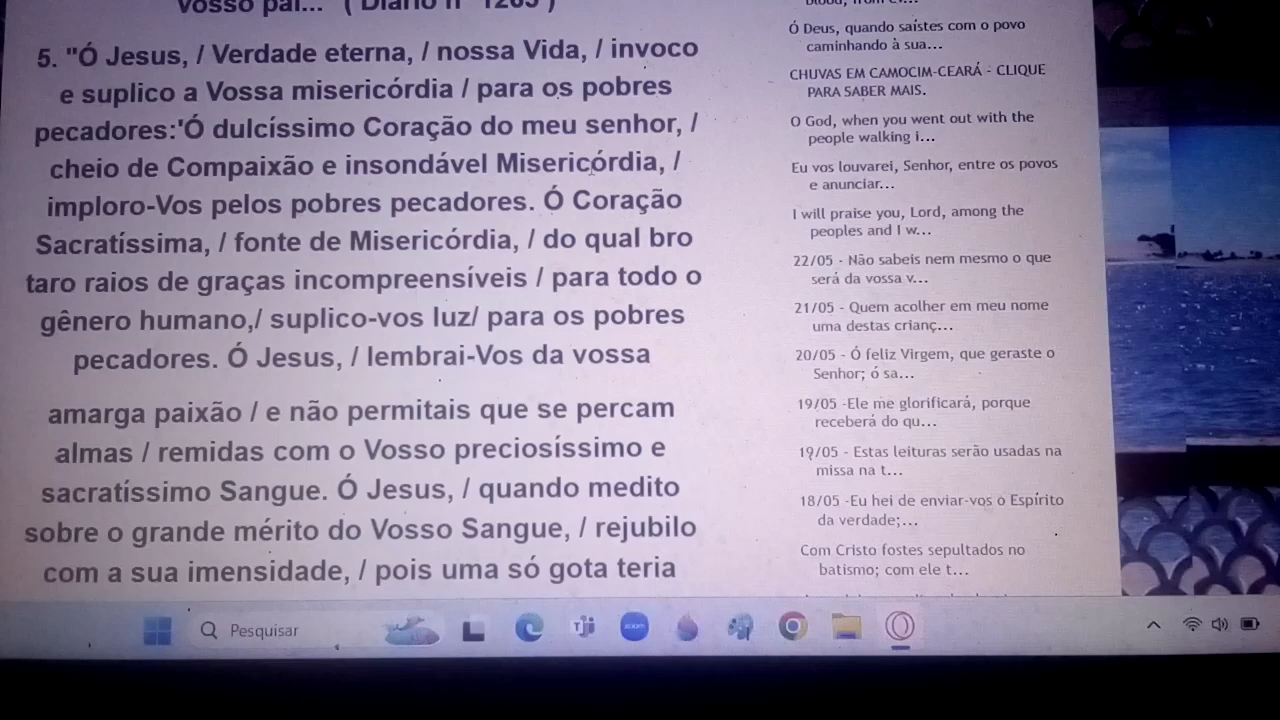 vosso pai..." ( Diário nº 1265 )
5. "Ó Jesus, / Verdade eterna, / nossa Vida, / invoco
e suplico a Vossa misericórdia / para os pobres
pecadores:'Ó dulcíssimo Coração do meu senhor, /
cheio de Compaixão e insondável Misericórdia, /
imploro-Vos pelos pobres pecadores. Ó Coração
Sacratíssima, / fonte de Misericórdia, / do qual bro
taro raios de graças incompreensíveis / para todo o
gênero humano,/ suplico-vos luz/ para os pobres
pecadores. Ó Jesus, / lembrai-Vos da vossa
amarga paixão / e não permitais que se percam
almas / remidas com o Vosso preciosíssimo e
sacratíssimo Sangue. Ó Jesus, / quando medito
sobre o grande mérito do Vosso Sangue, / rejubilo
com a sua imensidade, / pois uma só gota teria
Ó Deus, quando saístes com o povo
caminhando à sua...
CHUVAS EM CAMOCIM-CEARÁ - CLIQUE
PARA SABER MAIS.
O God, when you went out with the
people walking i...
Eu vos louvarei, Senhor, entre os povos
e anunciar...
I will praise you, Lord, among the
peoples and I w...
22/05 - Não sabeis nem mesmo o que
será da vossa v...
21/05 - Quem acolher em meu nome
uma destas crianç...
20/05 - Ó feliz Virgem, que geraste o
Senhor; ó sa...
19/05 -Ele me glorificará, porque
receberá do qu...
19/05 - Estas leituras serão usadas na
missa na t...
18/05 -Eu hei de enviar-vos o Espírito
da verdade;...
Com Cristo fostes sepultados no
batismo; com ele t...
Pesquisar
zoom